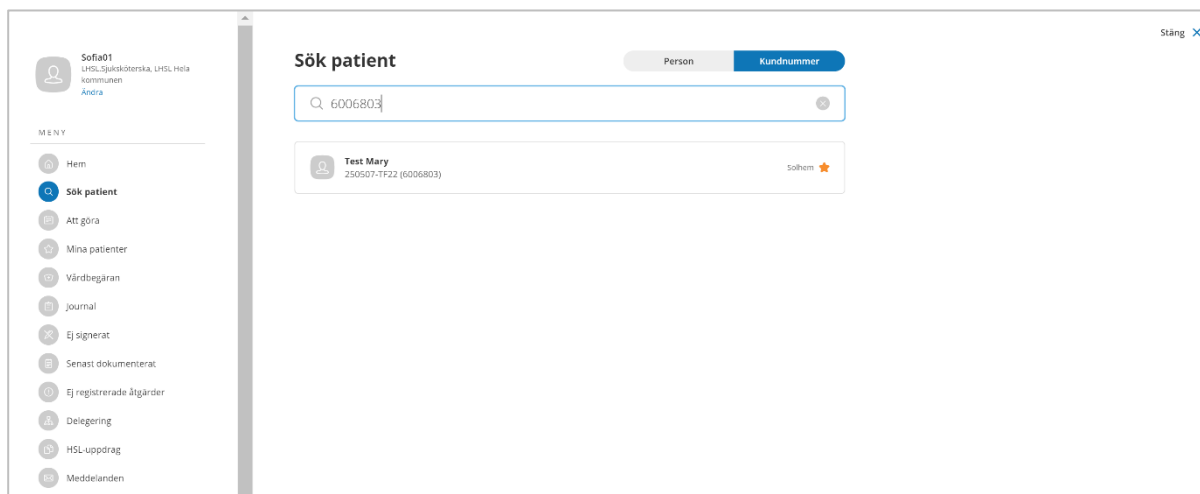 Stäng
Sofia01
LHSL.Sjuksköterska, LHSL Hela
kommunen
Ändra
MENY
Hem
Sök patient
Att göra
Mina patienter
Vårdbegäran
Journal
Ej signerat
Senast dokumenterat
Ej registrerade åtgärder
Delegering
HSL-uppdrag
Meddelanden
Sök patient
Person
Kundnummer
6006803
Test Mary
250507-TF22 (6006803)
Solhem